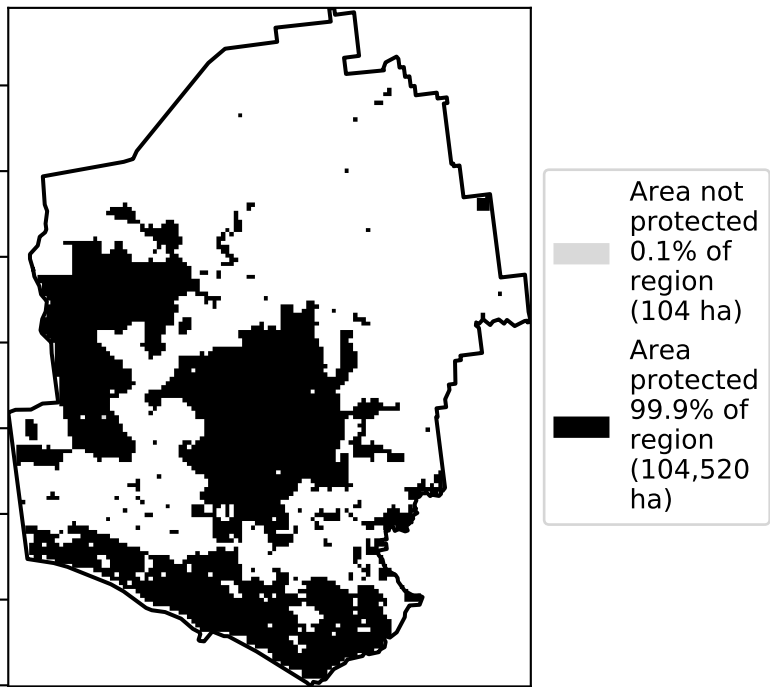 Area not
protected
0.1% of
region
(104 ha)
Area
protected
99.9% of
region
(104,520
ha)